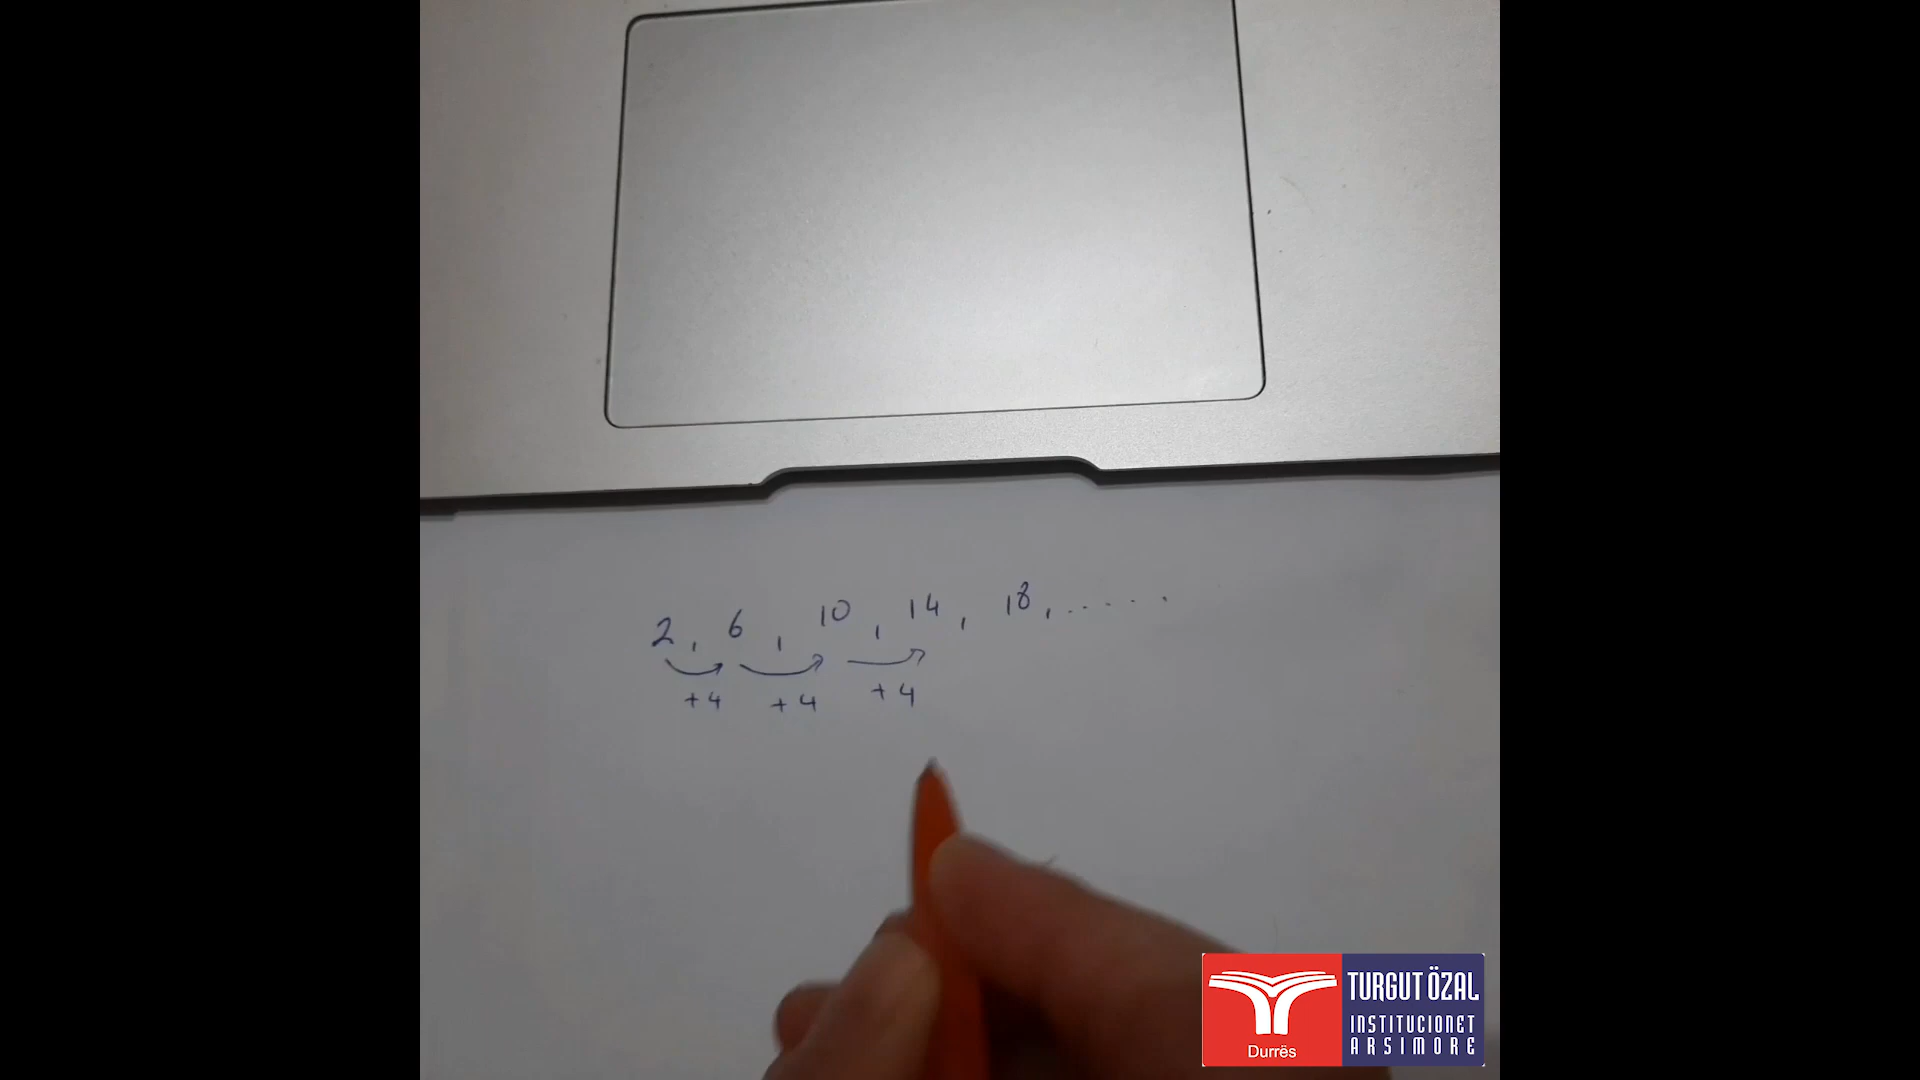 2, 6, 10, 14, 18, ......
+4 +4 +4
TURGUT ÖZAL
INSTITUCIONET
ARSIMORE
Durrës